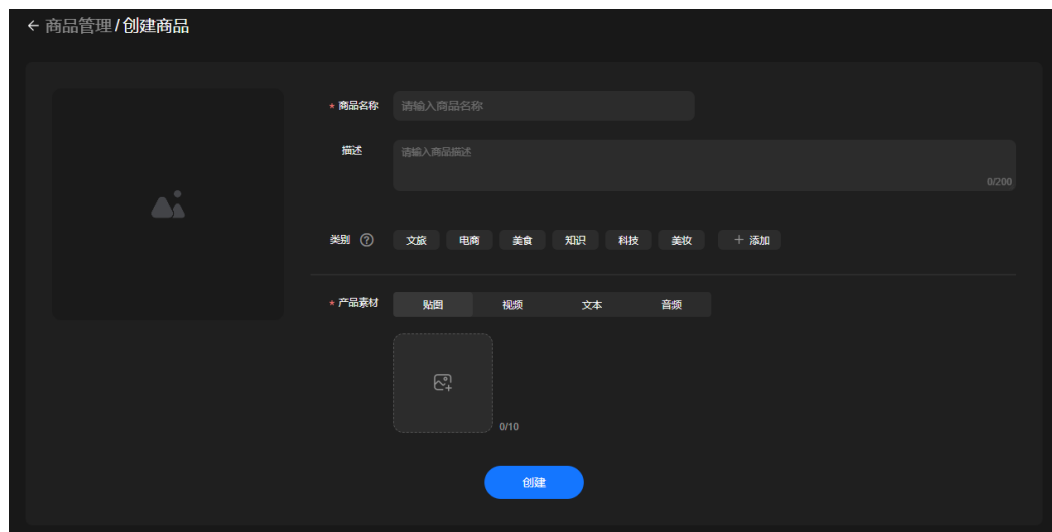 ← 商品管理/创建商品
* 商品名称 请输入商品名称
描述 请输入商品描述
0/200
类别 ? 文旅 电商 美食 知识 科技 美妆 + 添加
* 产品素材 贴图 视频 文本 音频
0/10
创建